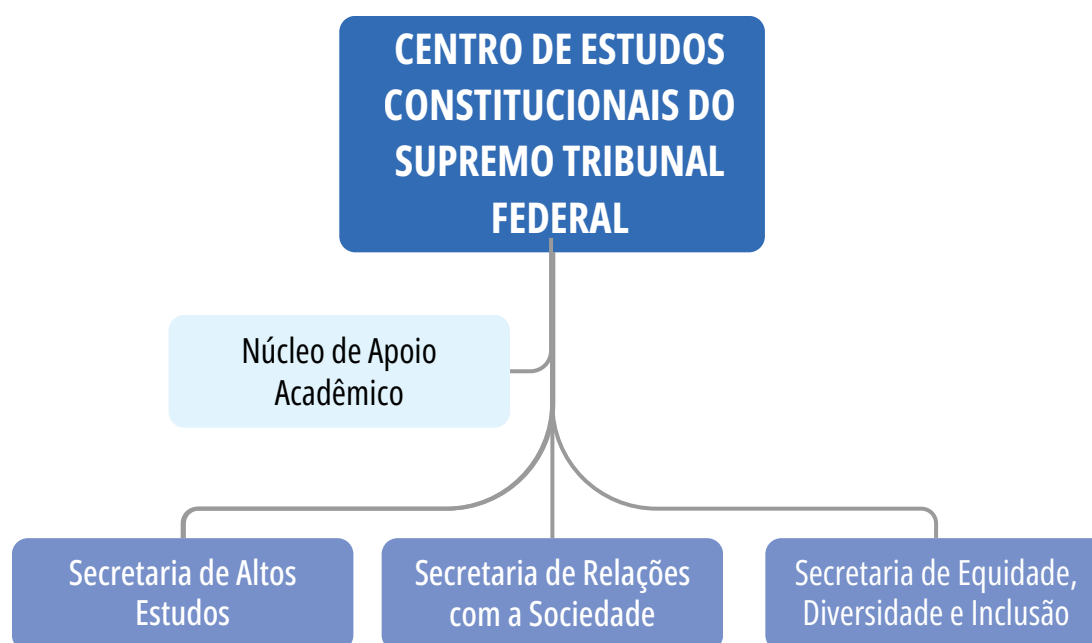 CENTRO DE ESTUDOS
CONSTITUCIONAIS DO
SUPREMO TRIBUNAL
FEDERAL
Núcleo de Apoio
Acadêmico
Secretaria de Altos
Estudos
Secretaria de Relações
com a Sociedade
Secretaria de Equidade,
Diversidade e Inclusão